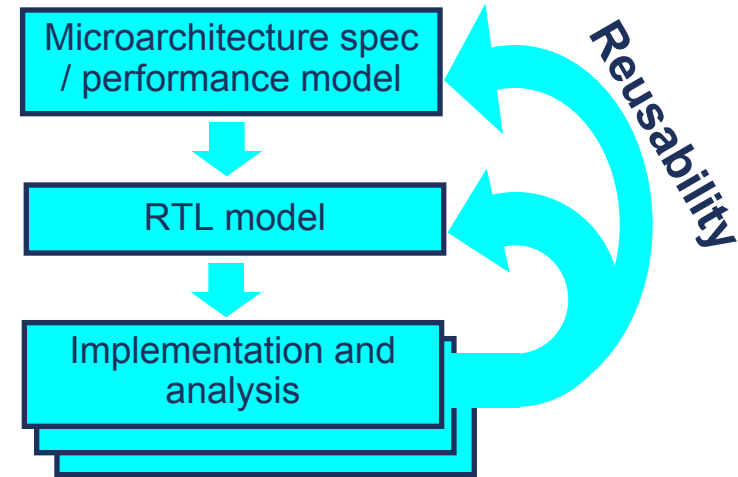 Microarchitecture spec
/ performance model
Reusability
RTL model
Implementation and
analysis